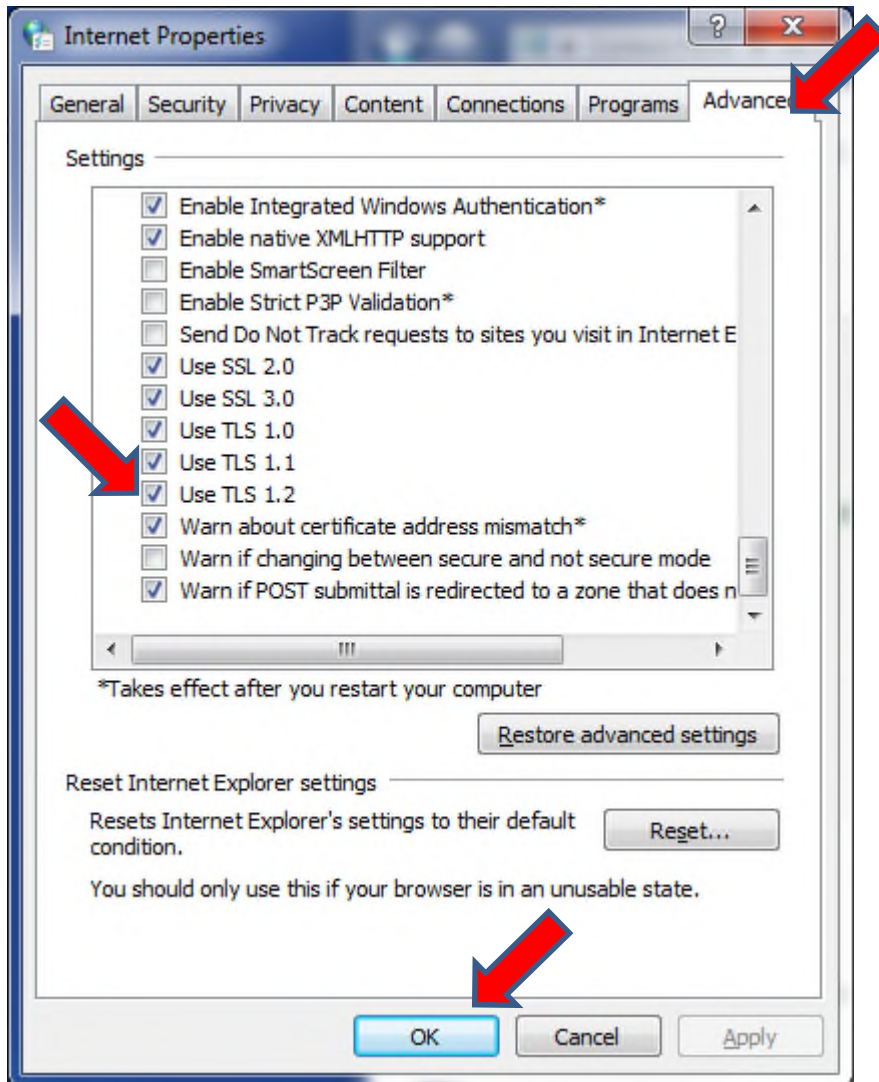 Internet Properties
General Security Privacy Content Connections Programs Advanced
Settings
Enable Integrated Windows Authentication*
Enable native XMLHTTP support
Enable SmartScreen Filter
Enable Strict P3P Validation*
Send Do Not Track requests to sites you visit in Internet E
Use SSL 2.0
Use SSL 3.0
Use TLS 1.0
Use TLS 1.1
Use TLS 1.2
Warn about certificate address mismatch*
Warn if changing between secure and not secure mode
Warn if POST submittal is redirected to a zone that does n
*Takes effect after you restart your computer
Restore advanced settings
Reset Internet Explorer settings
Resets Internet Explorer's settings to their default
condition.
Reset...
You should only use this if your browser is in an unusable state.
OK Cancel Apply